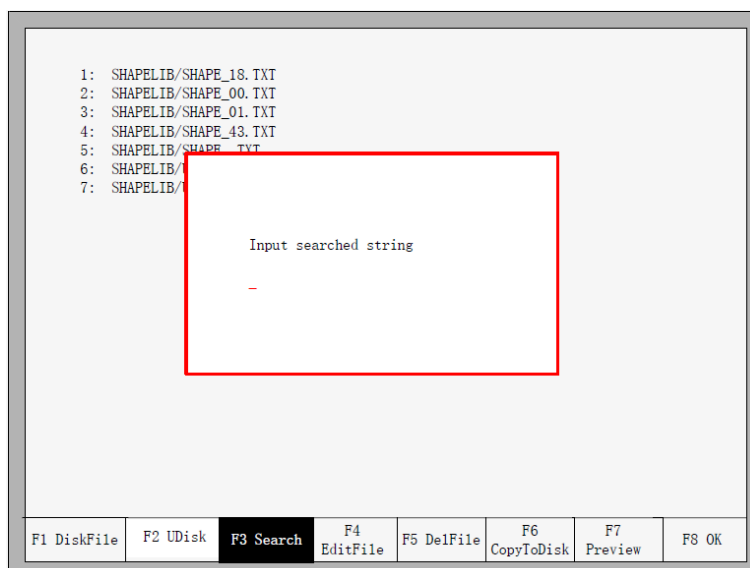 1: SHAPELIB/SHAPE_18.TXT
2: SHAPELIB/SHAPE_00.TXT
3: SHAPELIB/SHAPE_01.TXT
4: SHAPELIB/SHAPE_43.TXT
5: SHAPELIB/SHAPE .TXT
6: SHAPELIB/
7: SHAPELIB/
Input searched string
_
F1 DiskFile
F2 UDisk
F3 Search
F4
EditFile
F5 DelFile
F6
CopyToDisk
F7
Preview
F8 OK